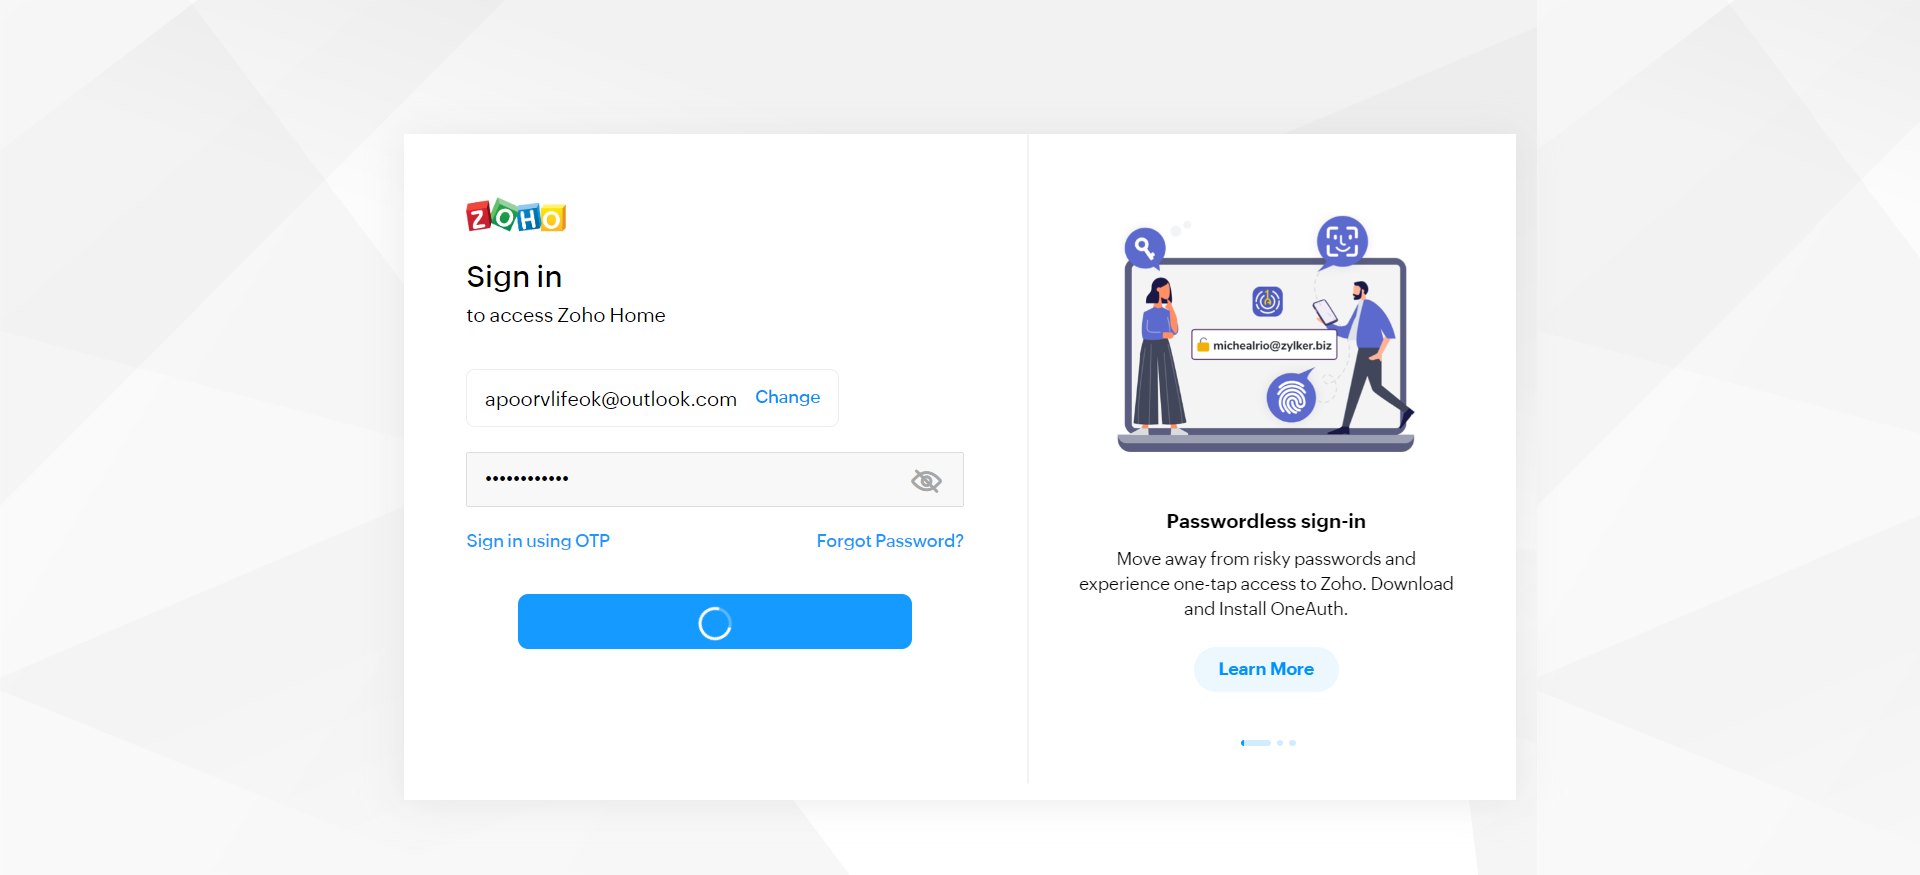 ZOHO
Sign in
to access Zoho Home
apoorvlifeok@outlook.com Change
••••••••••••
Sign in using OTP Forgot Password?
michealrio@zylker.biz
Passwordless sign-in
Move away from risky passwords and
experience one-tap access to Zoho. Download
and Install OneAuth.
Learn More